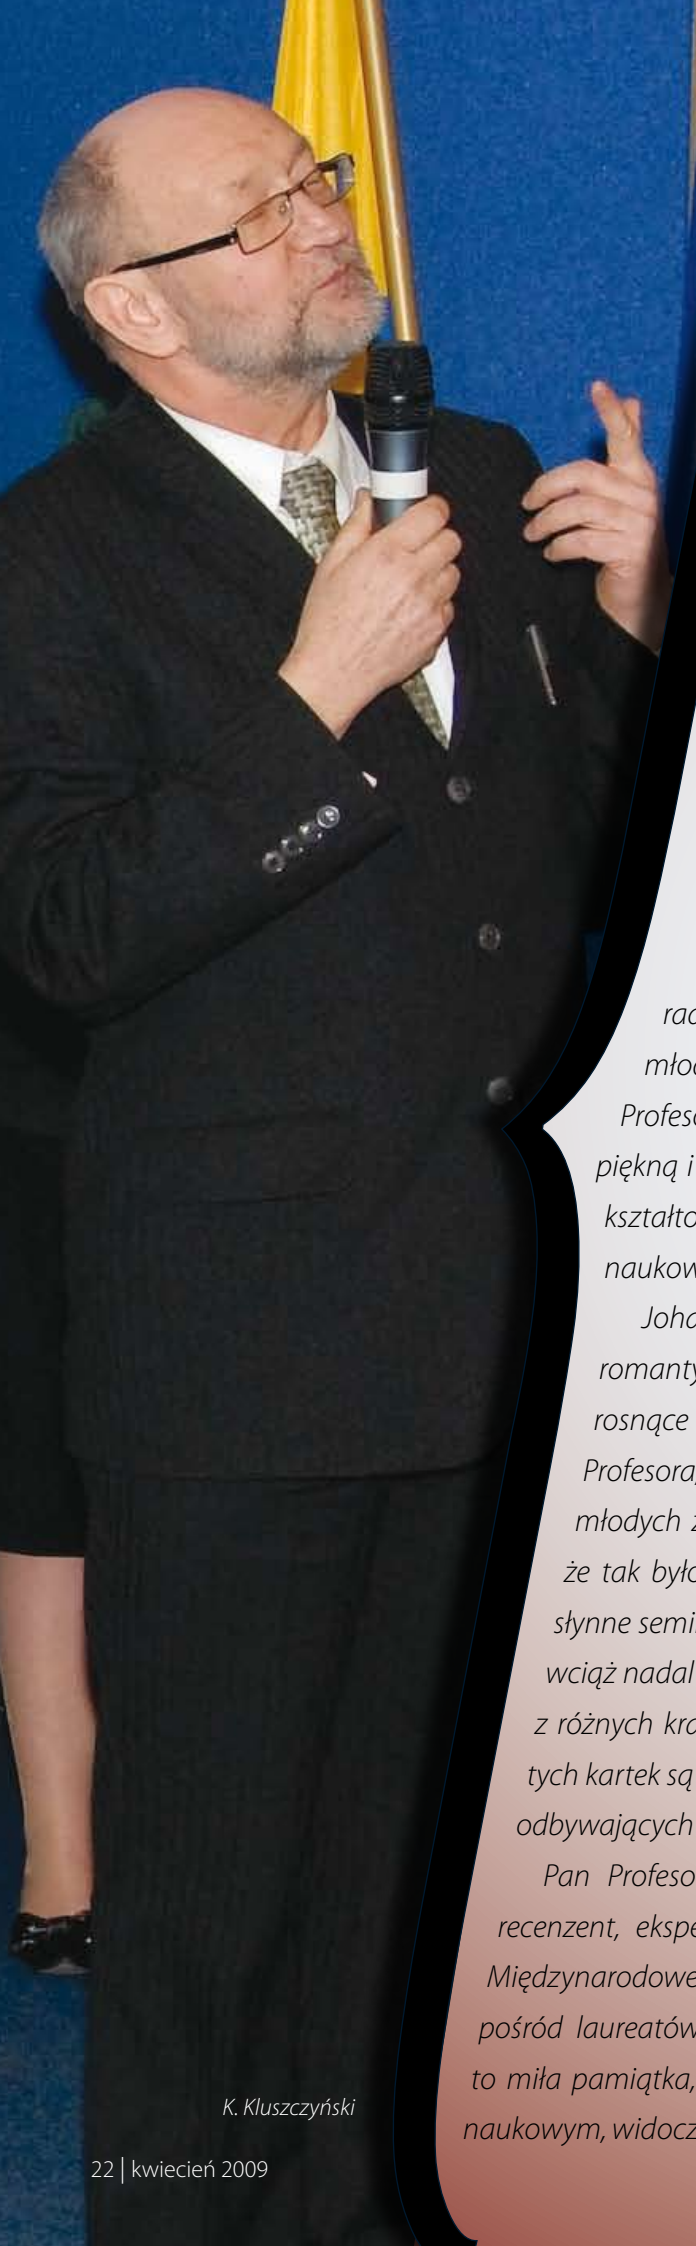 rad
młod
Profeso
piękną i
kształto
naukow
Joha
romanty
rosnące
Profesora,
młodych z
że tak było
słynne semi
wciąż nadal
z różnych kra
tych kartek są
odbywających
Pan Profeso
recenzent, ekspe
Międzynarodowe
pośród laureatów
to miła pamiątka,
naukowym, widocz
K. Kluszczyński
22 | kwiecień 2009